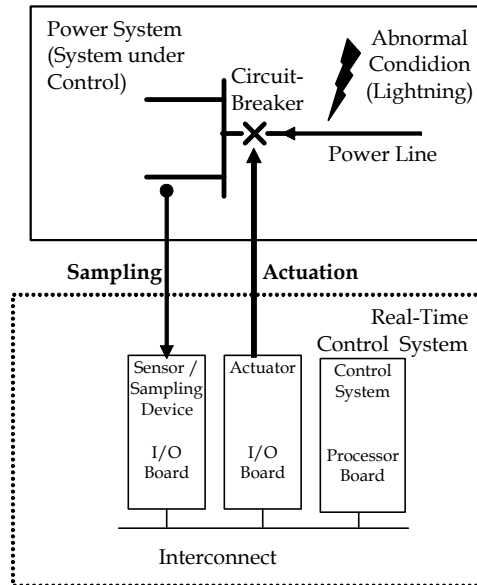 Power System
(System under
Control)
Circuit-
Breaker
Abnormal
Condidion
(Lightning)
Power Line
Sampling
Actuation
Real-Time
Control System
Sensor /
Sampling
Device
I/O
Board
Actuator
I/O
Board
Control
System
Processor
Board
Interconnect